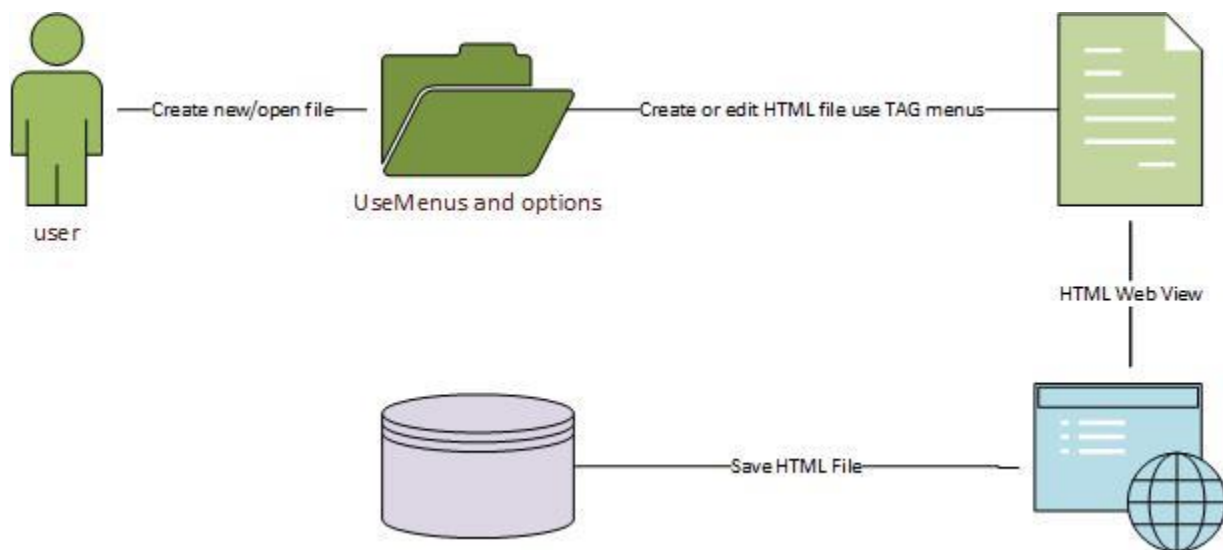 Create new/open file
Create or edit HTML file use TAG menus
UseMenus and options
user
HTML Web View
Save HTML File